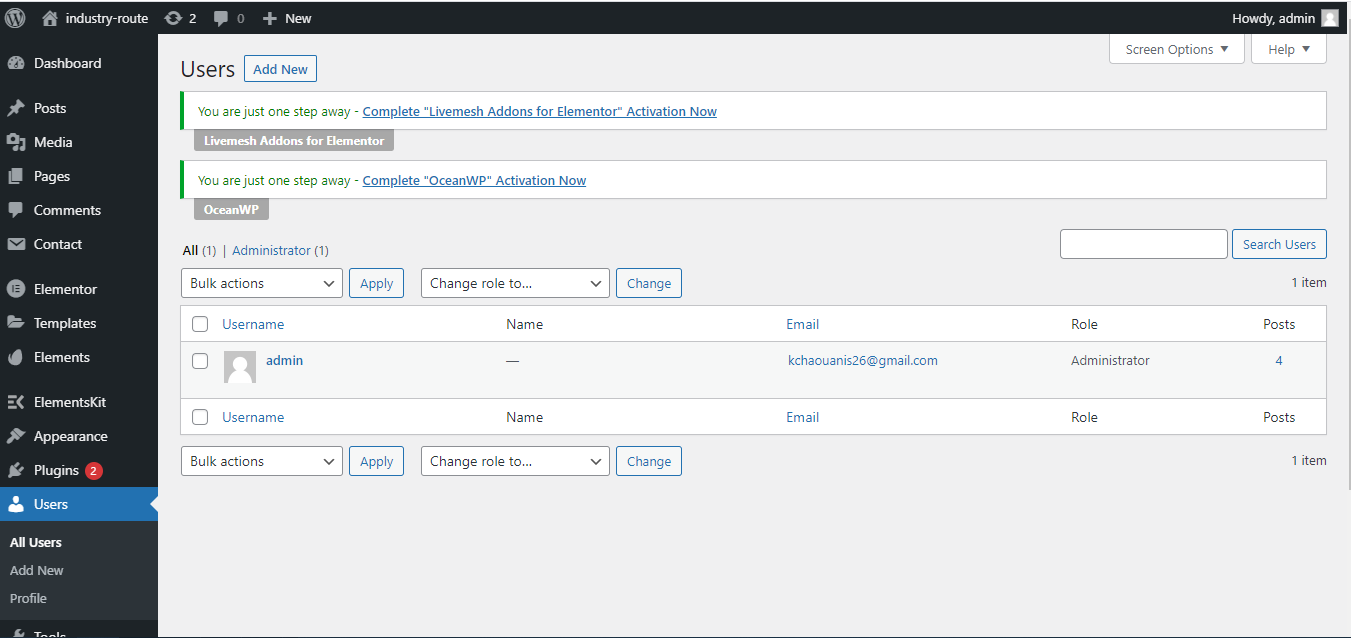 industry-route 2 0 New Howdy, admin
Screen Options Help
Dashboard
Posts
Media
Pages
Comments
Contact
Elementor
Templates
Elements
ElementsKit
Appearance
Plugins 2
Users
All Users
Add New
Profile
Tools
Users Add New
You are just one step away - Complete "Livemesh Addons for Elementor" Activation Now
Livemesh Addons for Elementor
You are just one step away - Complete "OceanWP" Activation Now
OceanWP
All (1) | Administrator (1)
Search Users
Bulk actions Apply Change role to... Change 1 item
Username Name Email Role Posts
admin — kchaouanis26@gmail.com Administrator 4
Username Name Email Role Posts
Bulk actions Apply Change role to... Change 1 item